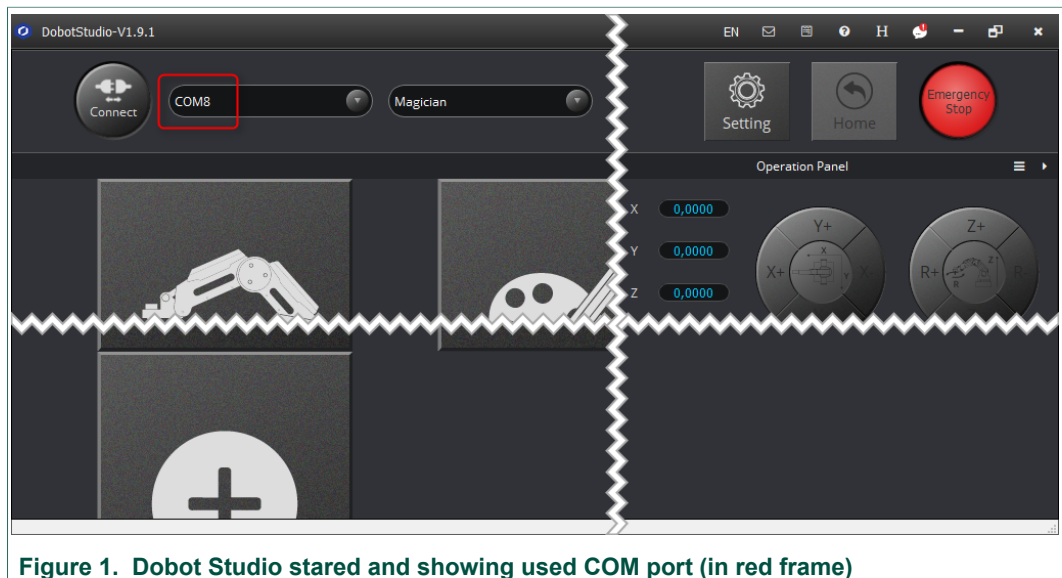 DobotStudio-V1.9.1
EN
H
Connect
COM8
Magician
Setting
Home
Emergency
Stop
Operation Panel
X 0,0000
Y 0,0000
Z 0,0000
Y+
X+
X
Y
X-
Z+
R+
Z
R
R-
Figure 1. Dobot Studio stared and showing used COM port (in red frame)